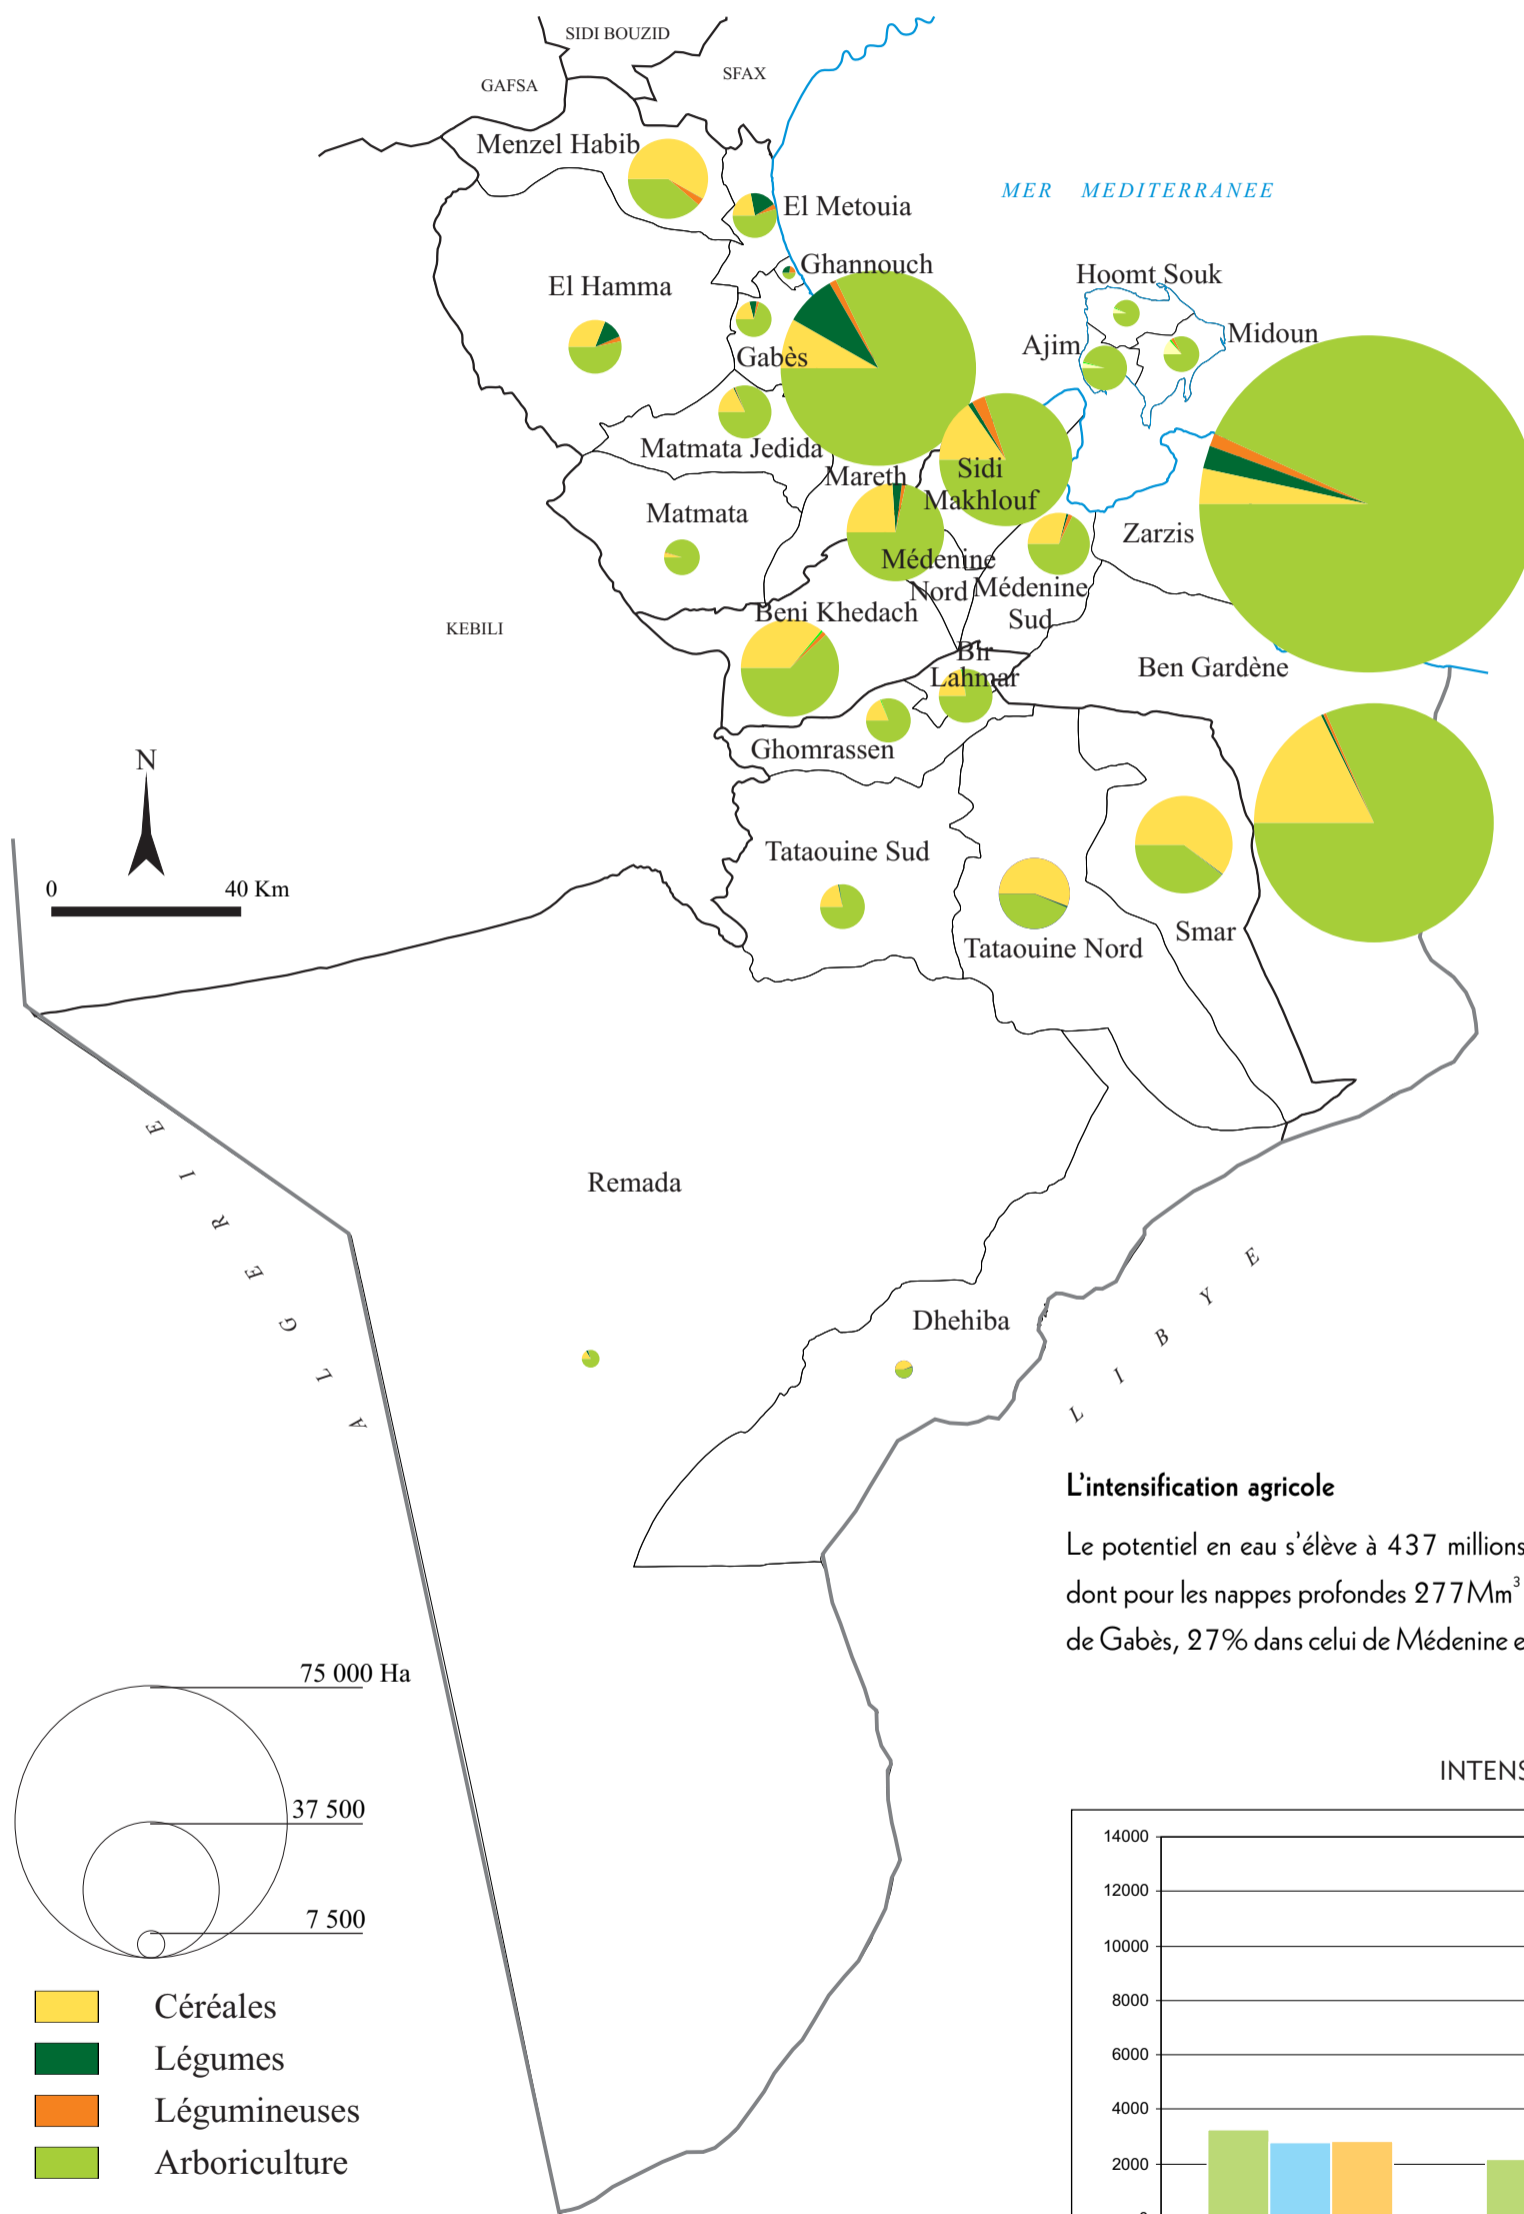 SIDI BOUZID
SFAX
GAFSA
Menzel Habib
MER MEDITERRANEE
El Metouia
Ghannouch
Hoomt Souk
El Hamma
Midoun
Ajim
Gabès
Matmata Jedida
Mareth
Sidi
Makhlouf
Matmata
Zarzis
Médenine
Nord
Médenine
Sud
Beni Khedach
KEBILI
Bir
Lahmar
Ben Gardène
Ghomrassen
N
0 40 Km
Tataouine Sud
Smar
Tataouine Nord
ALGERIE
Remada
LIBYE
Dhehiba
L'intensification agricole
Le potentiel en eau s'élève à 437 millions
dont pour les nappes profondes 277Mm³
de Gabès, 27% dans celui de Médenine e
75 000 Ha
37 500
7 500
Céréales
Légumes
Légumineuses
Arboriculture
INTENS
14000
12000
10000
8000
6000
4000
2000